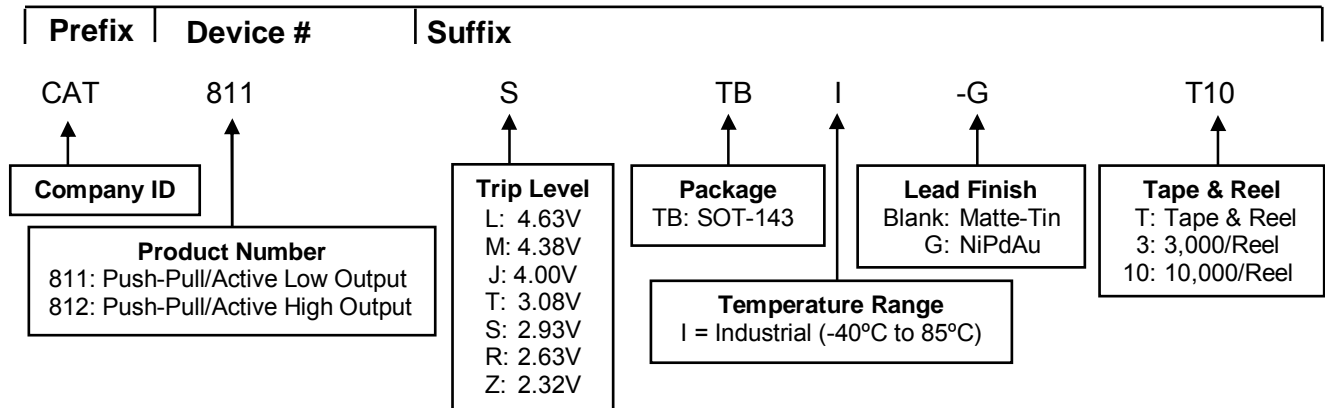 Prefix Device # Suffix
CAT 811 S TB I -G T10
Company ID
Product Number
811: Push-Pull/Active Low Output
812: Push-Pull/Active High Output
Trip Level
L: 4.63V
M: 4.38V
J: 4.00V
T: 3.08V
S: 2.93V
R: 2.63V
Z: 2.32V
Package
TB: SOT-143
Temperature Range
I = Industrial (-40ºC to 85ºC)
Lead Finish
Blank: Matte-Tin
G: NiPdAu
Tape & Reel
T: Tape & Reel
3: 3,000/Reel
10: 10,000/Reel